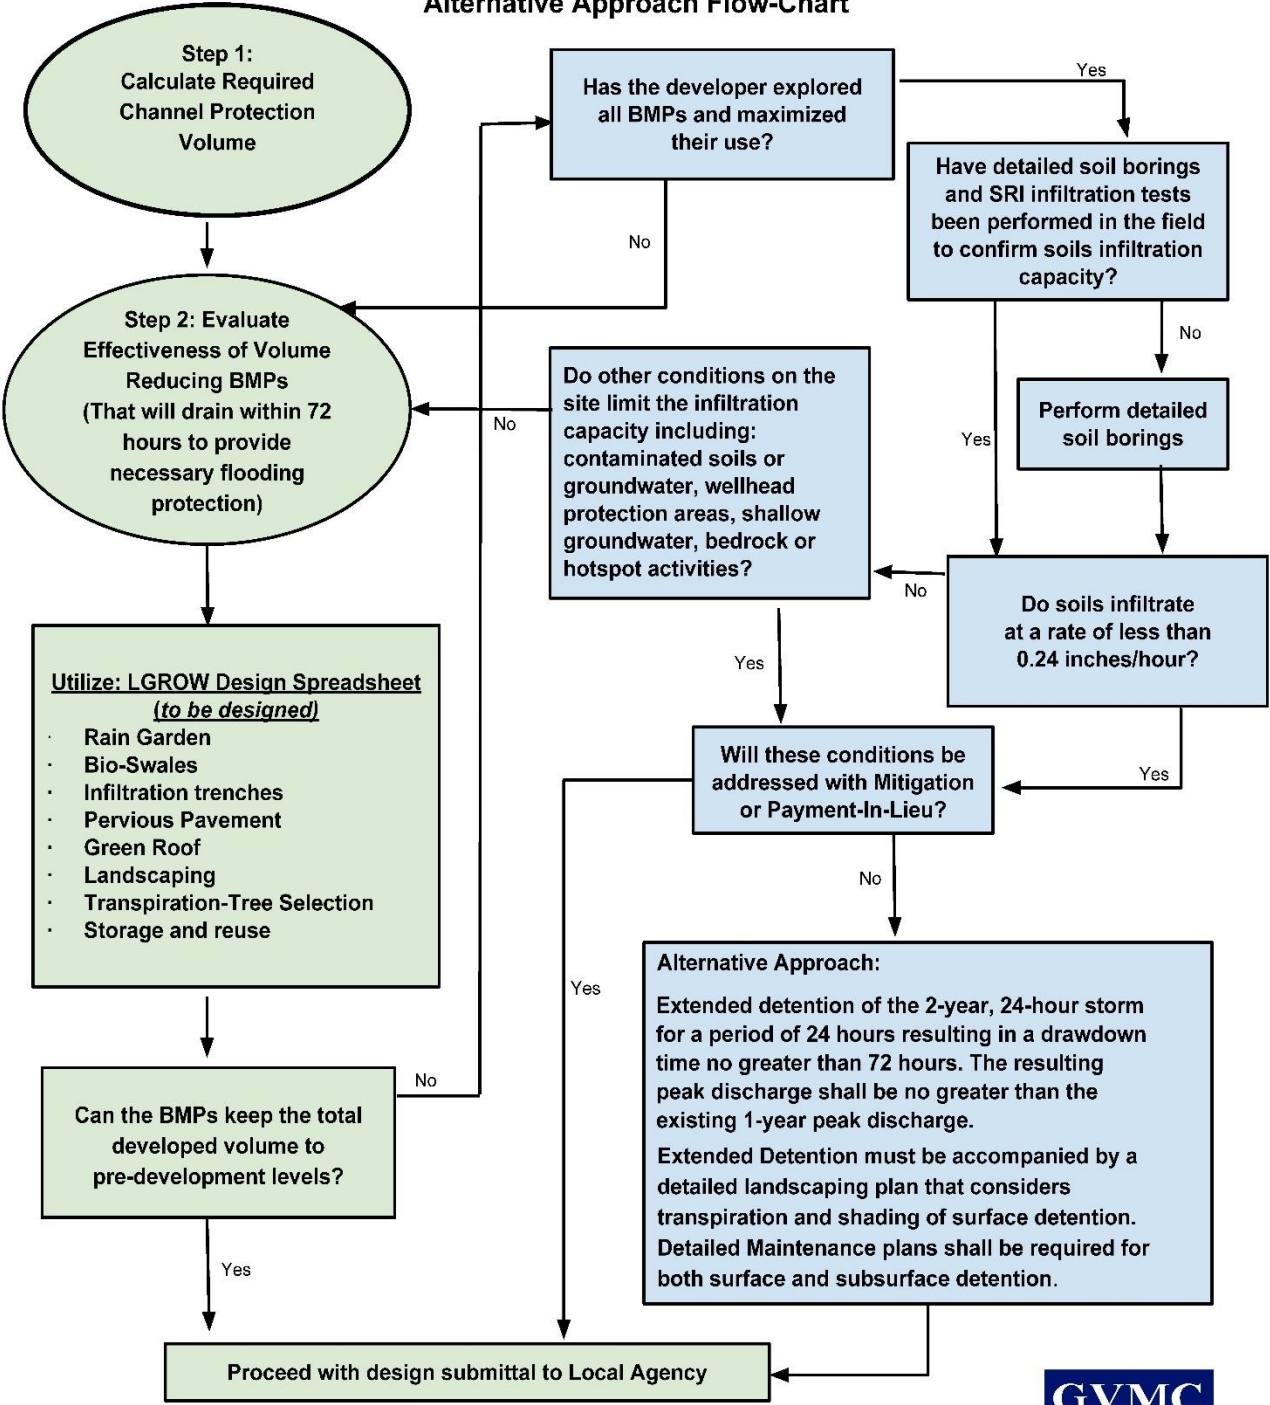 Alternative Approach Flow-Chart
Step 1:
Calculate Required
Channel Protection
Volume
Has the developer explored
all BMPs and maximized
their use?
Yes
Have detailed soil borings
and SRI infiltration tests
been performed in the field
to confirm soils infiltration
capacity?
No
Step 2: Evaluate
Effectiveness of Volume
Reducing BMPs
(That will drain within 72
hours to provide
necessary flooding
protection)
No
Do other conditions on the
site limit the infiltration
capacity including:
contaminated soils or
groundwater, wellhead
protection areas, shallow
groundwater, bedrock or
hotspot activities?
No
Perform detailed
soil borings
Yes
No
Do soils infiltrate
at a rate of less than
0.24 inches/hour?
Yes
Utilize: LGROW Design Spreadsheet
(to be designed)
· Rain Garden
· Bio-Swales
· Infiltration trenches
· Pervious Pavement
· Green Roof
· Landscaping
· Transpiration-Tree Selection
· Storage and reuse
Will these conditions be
addressed with Mitigation
or Payment-In-Lieu?
Yes
No
Yes
Alternative Approach:
Extended detention of the 2-year, 24-hour storm
for a period of 24 hours resulting in a drawdown
time no greater than 72 hours. The resulting
peak discharge shall be no greater than the
existing 1-year peak discharge.
Extended Detention must be accompanied by a
detailed landscaping plan that considers
transpiration and shading of surface detention.
Detailed Maintenance plans shall be required for
both surface and subsurface detention.
Can the BMPs keep the total
developed volume to
pre-development levels?
No
Yes
Proceed with design submittal to Local Agency
GVMC